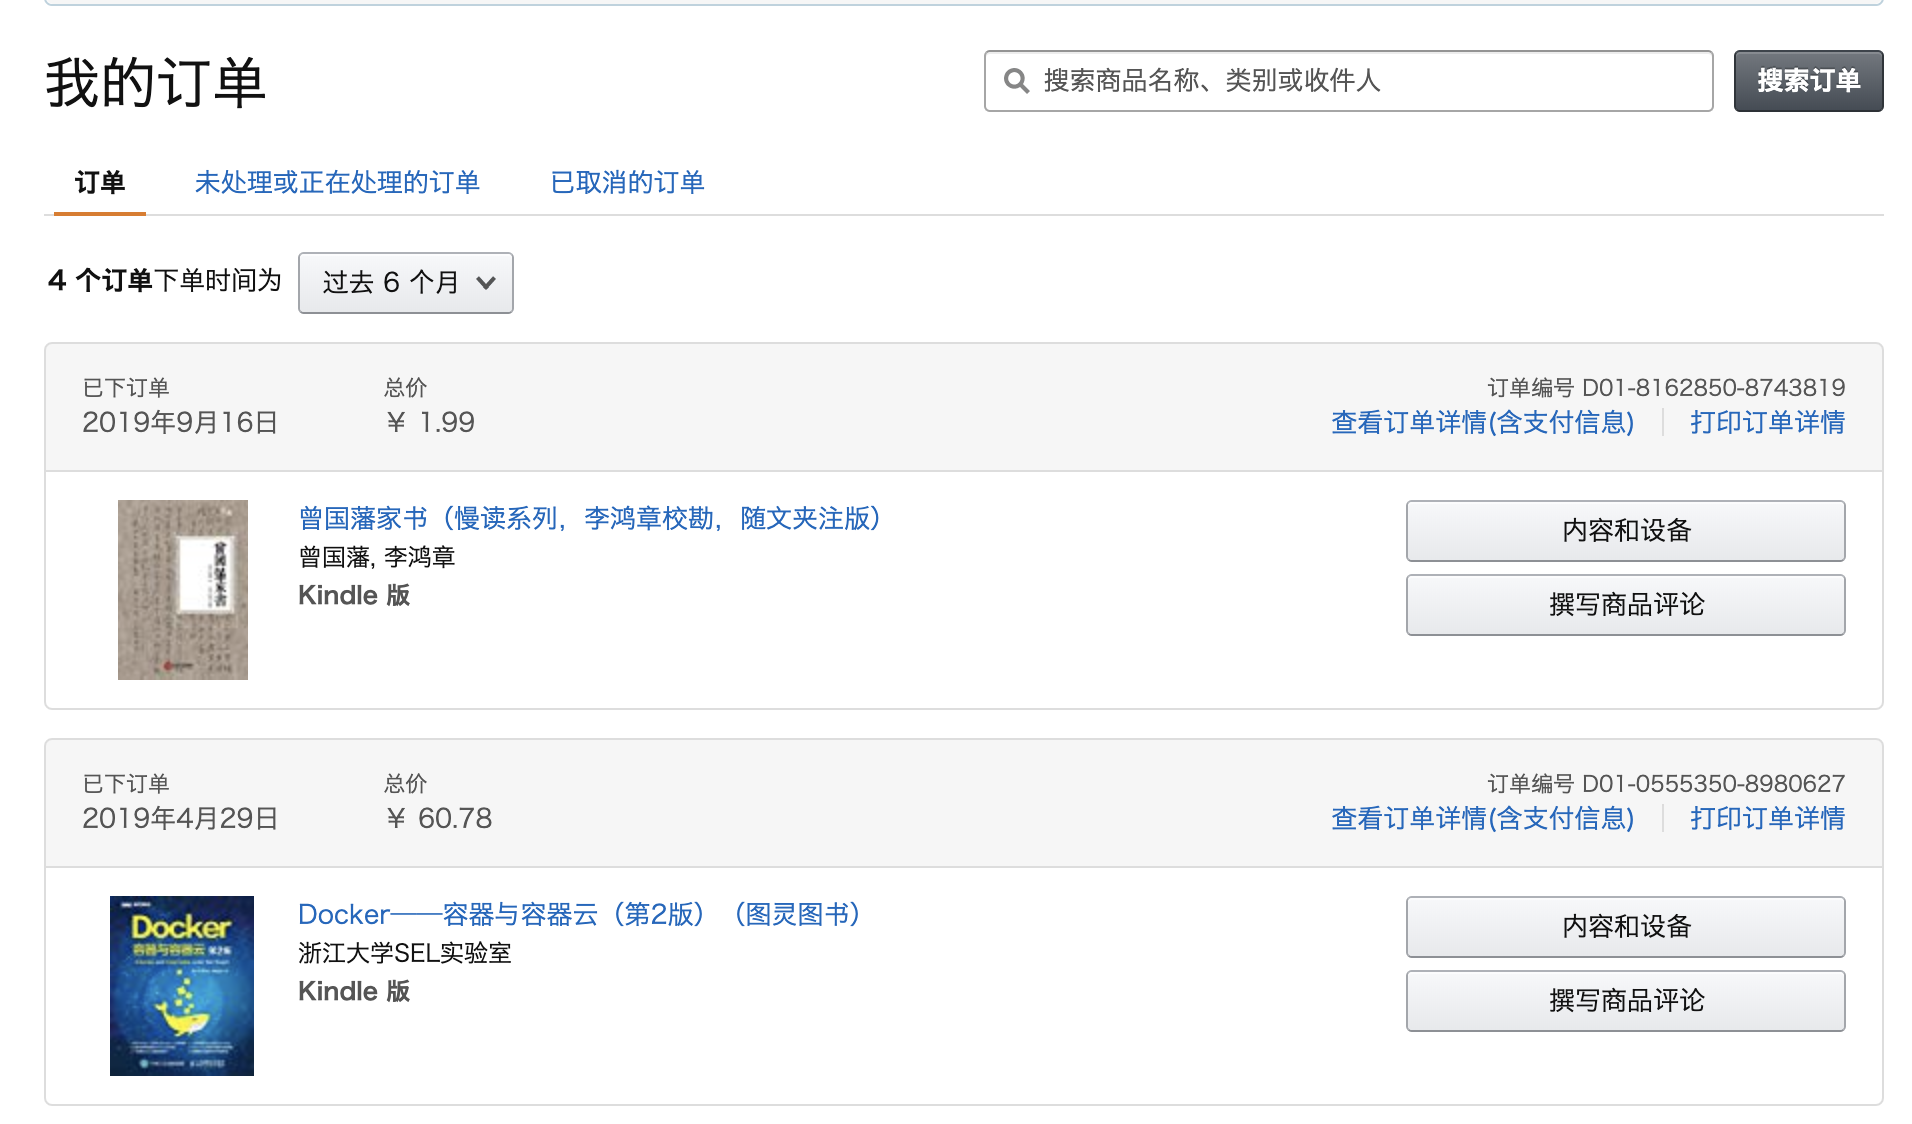 我的订单
搜索商品名称、类别或收件人
搜索订单
订单
未处理或正在处理的订单
已取消的订单
4 个订单下单时间为
过去 6 个月
已下订单
2019年9月16日
总价
¥ 1.99
订单编号 D01-8162850-8743819
查看订单详情(含支付信息)
打印订单详情
曾國藩家書
曾国藩家书（慢读系列，李鸿章校勘，随文夹注版）
曾国藩, 李鸿章
Kindle 版
内容和设备
撰写商品评论
已下订单
2019年4月29日
总价
¥ 60.78
订单编号 D01-0555350-8980627
查看订单详情(含支付信息)
打印订单详情
Docker
容器与容器云 第2版
Docker——容器与容器云（第2版）（图灵图书）
浙江大学SEL实验室
Kindle 版
内容和设备
撰写商品评论